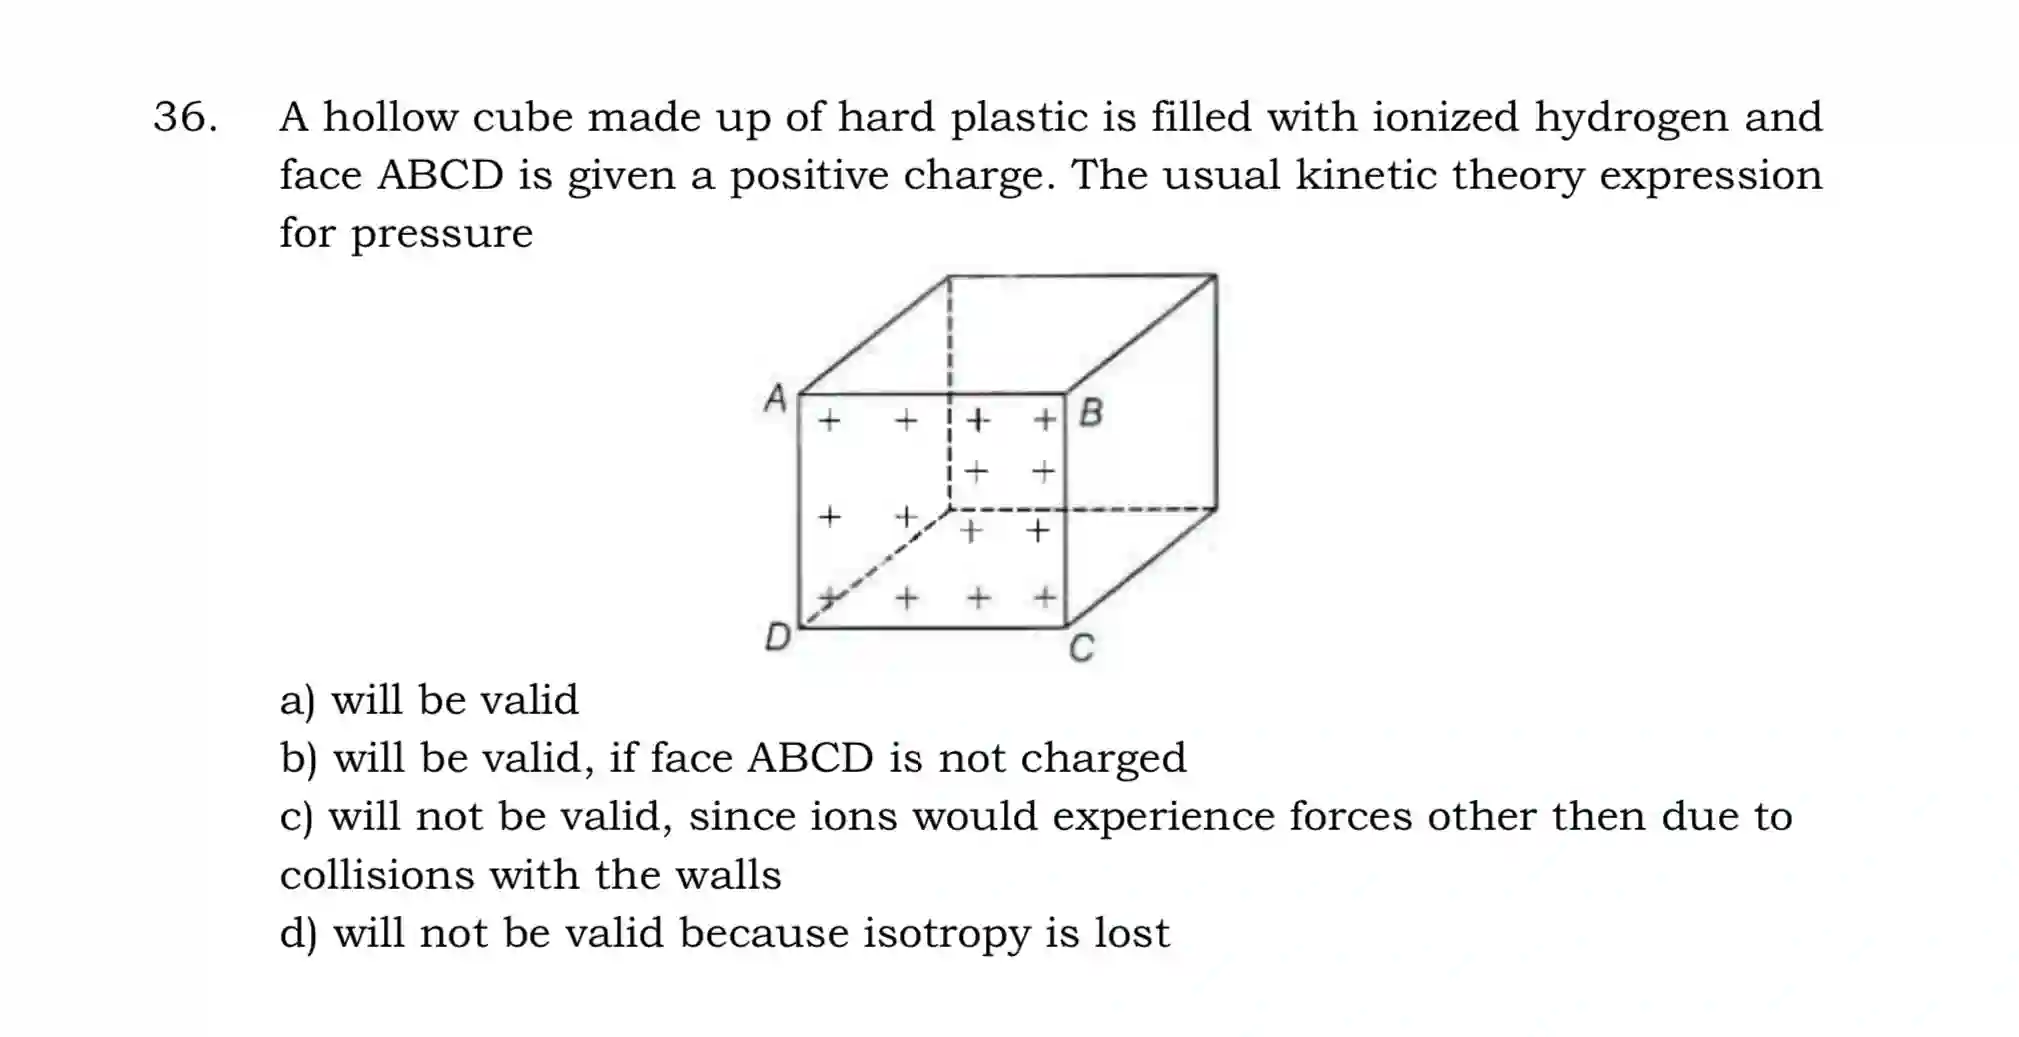 36. A hollow cube made up of hard plastic is filled with ionized hydrogen and
face ABCD is given a positive charge. The usual kinetic theory expression
for pressure
A
+ + + + B
+ +
+ +
+ +
+ + + +
D
C
a) will be valid
b) will be valid, if face ABCD is not charged
c) will not be valid, since ions would experience forces other then due to
collisions with the walls
d) will not be valid because isotropy is lost